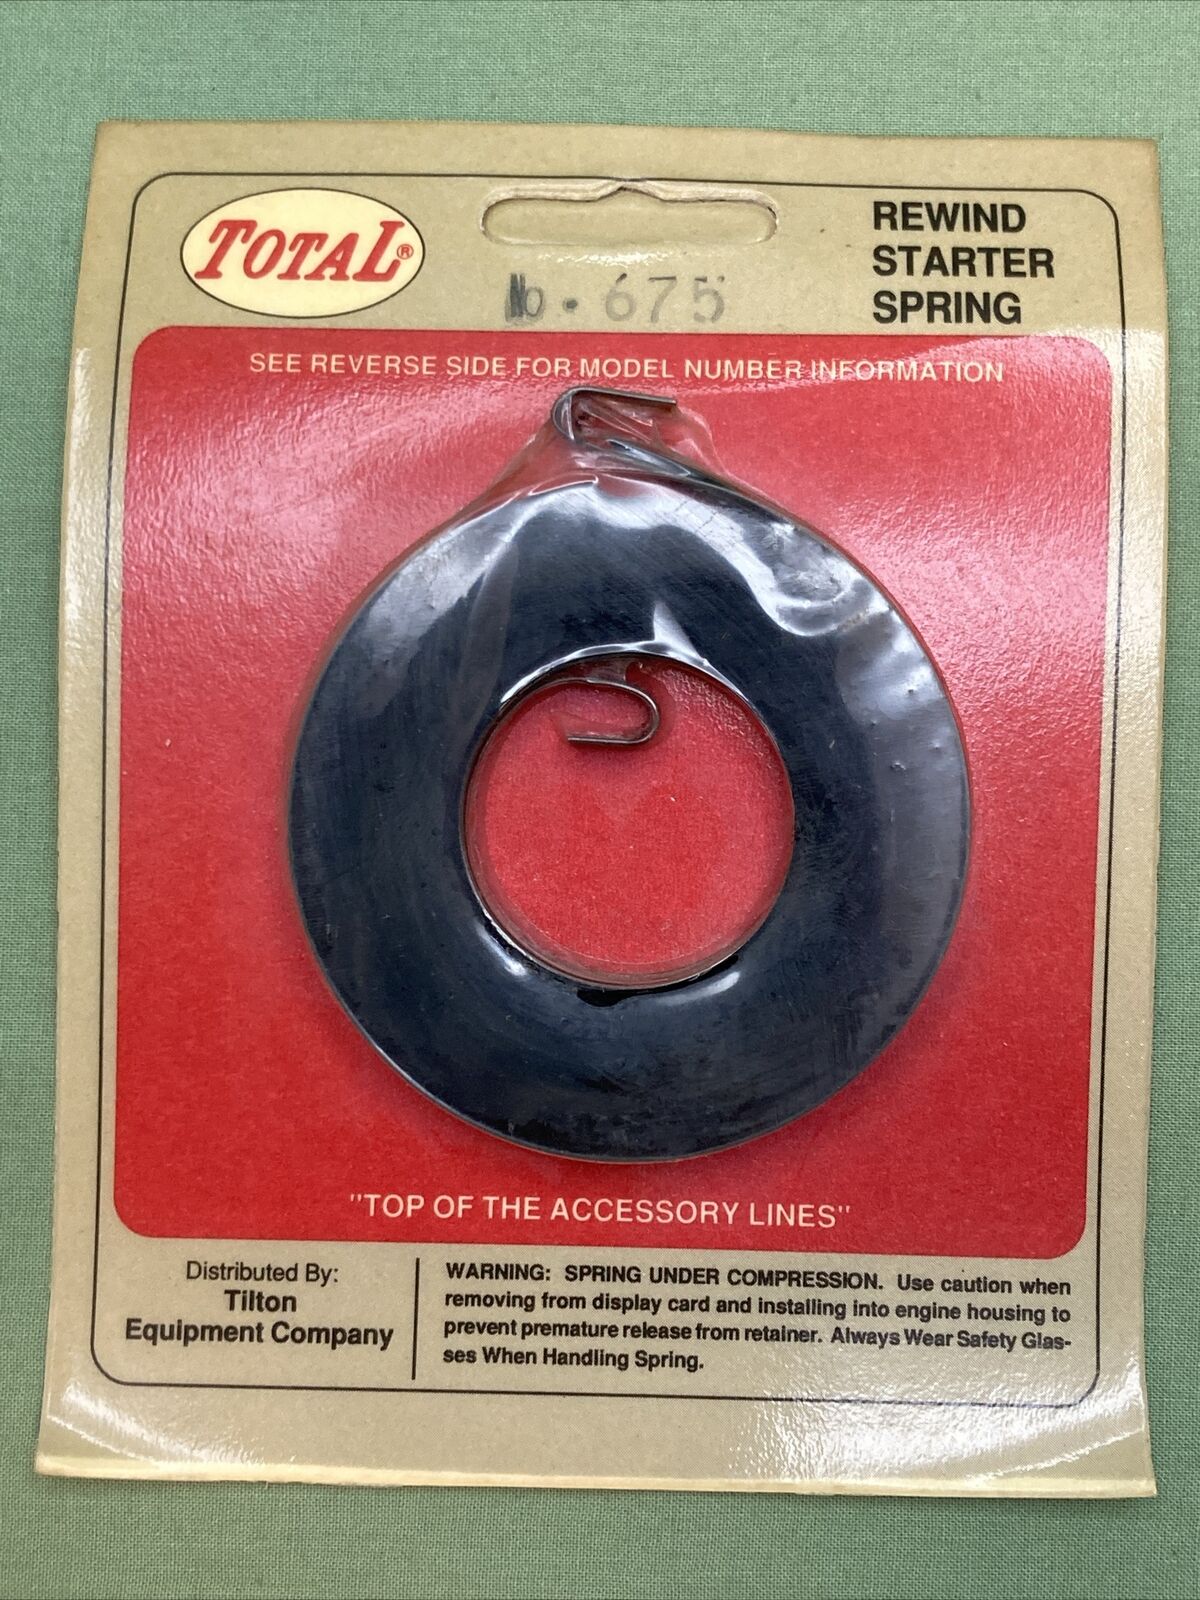 TOTAL®
No. 675
REWIND
STARTER
SPRING
SEE REVERSE SIDE FOR MODEL NUMBER INFORMATION
"TOP OF THE ACCESSORY LINES"
Distributed By:
Tilton
Equipment Company
WARNING: SPRING UNDER COMPRESSION. Use caution when
removing from display card and installing into engine housing to
prevent premature release from retainer. Always Wear Safety Glas-
ses When Handling Spring.